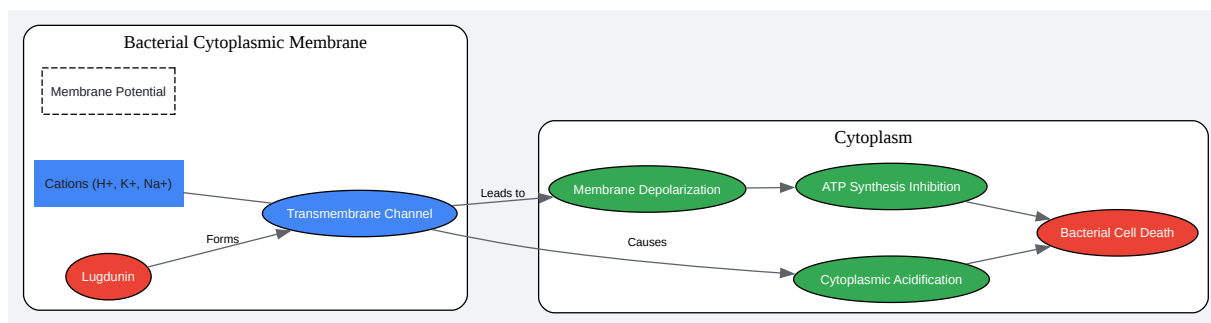 Bacterial Cytoplasmic Membrane
Membrane Potential
Cations (H+, K+, Na+)
Transmembrane Channel
Forms
Lugdunin
Leads to
Causes
Cytoplasm
Membrane Depolarization
ATP Synthesis Inhibition
Bacterial Cell Death
Cytoplasmic Acidification